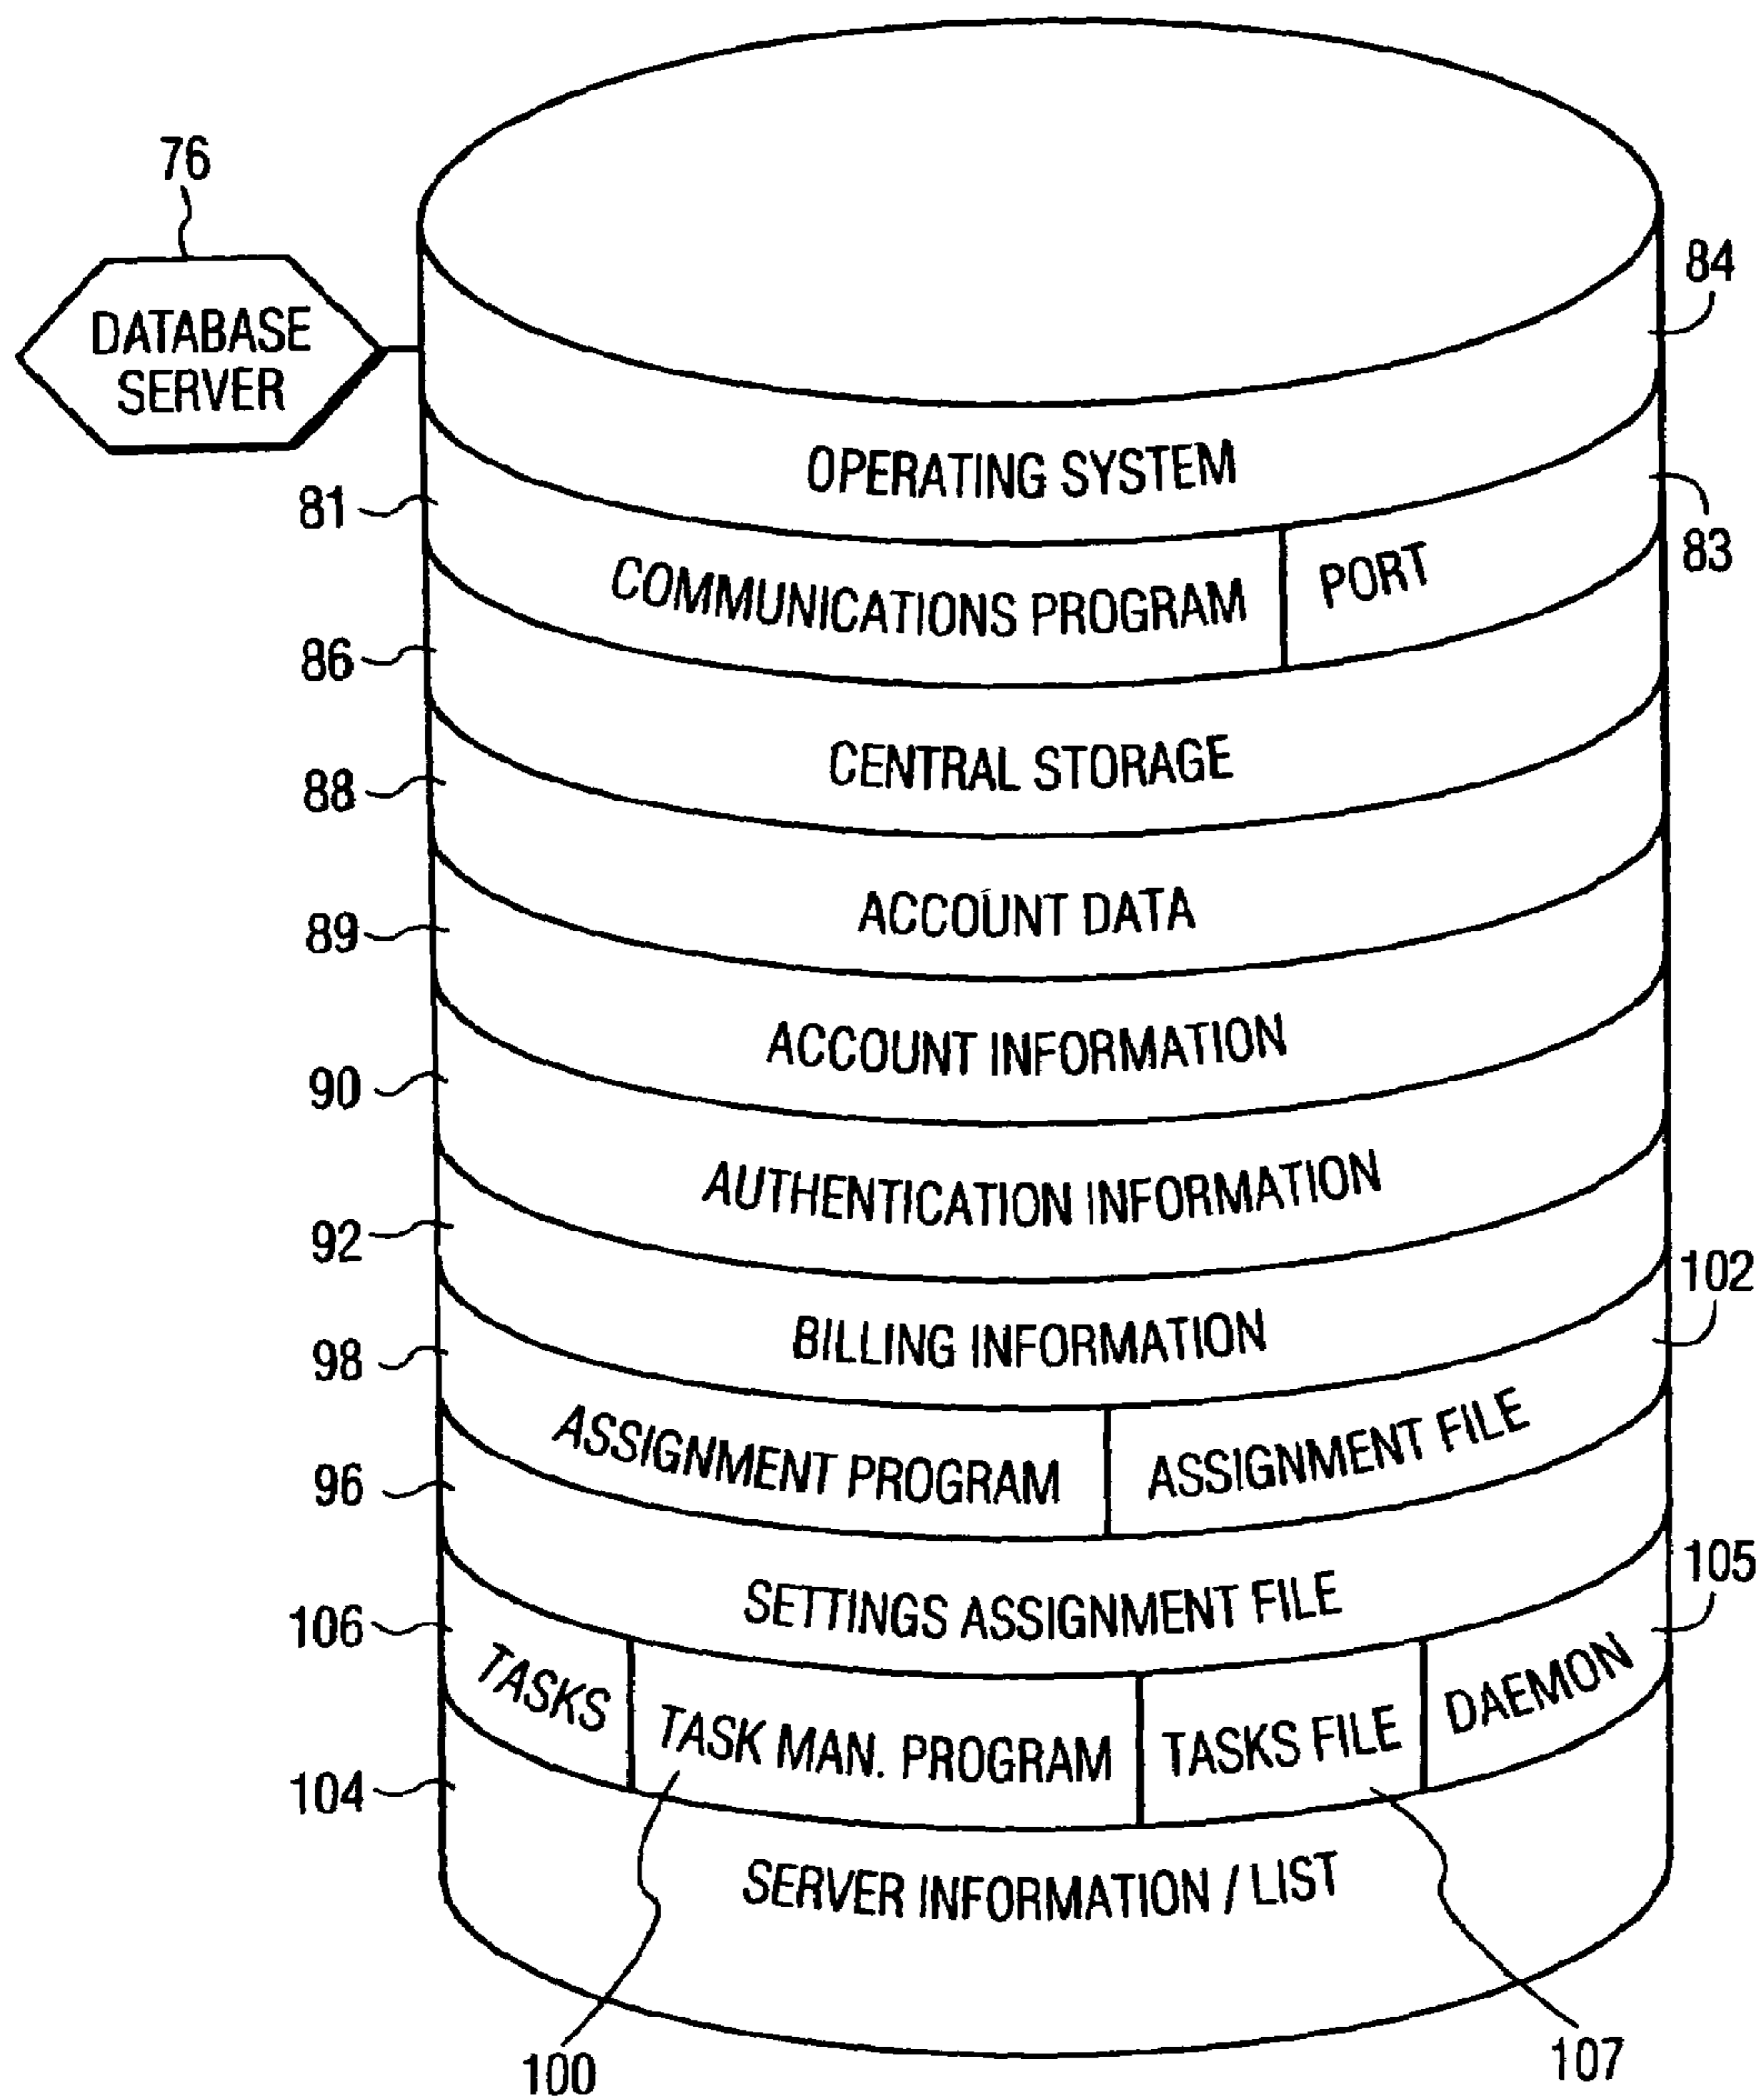 76
DATABASE
SERVER
84
OPERATING SYSTEM
81
COMMUNICATIONS PROGRAM
PORT
83
86
CENTRAL STORAGE
88
ACCOUNT DATA
89
ACCOUNT INFORMATION
90
AUTHENTICATION INFORMATION
92
BILLING INFORMATION
102
98
ASSIGNMENT PROGRAM
ASSIGNMENT FILE
96
SETTINGS ASSIGNMENT FILE
105
106
TASKS
TASK MAN. PROGRAM
TASKS FILE
DAEMON
104
SERVER INFORMATION / LIST
100
107